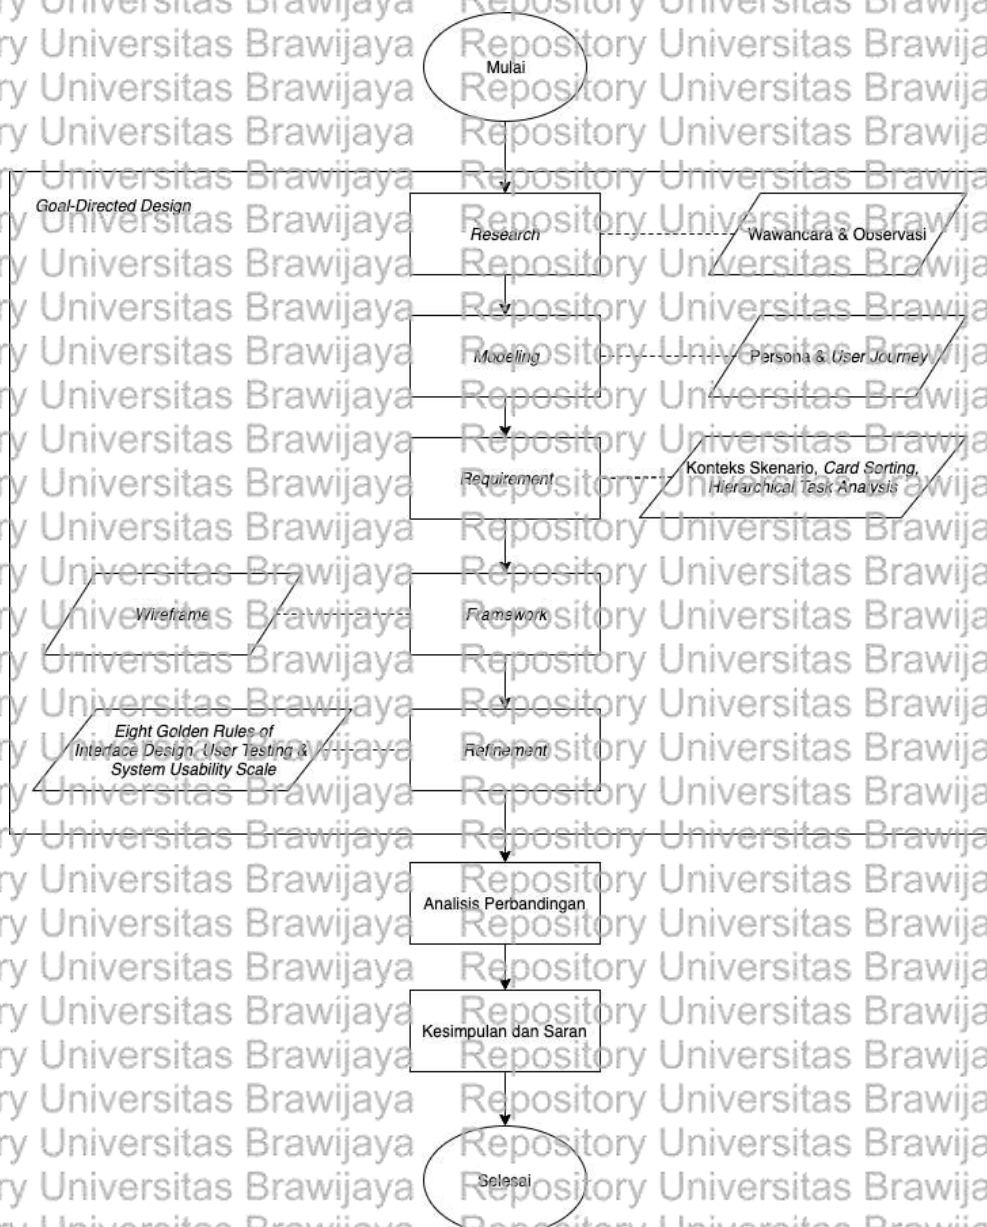 Repository Universitas Brawijaya
Mulai
Goal-Directed Design
Research
Wawancara & Observasi
Modeling
Persona & User Journey
Requirement
Konteks Skenario, Card Sorting,
Hierarchical Task Analysis
Wireframe
Framework
Eight Golden Rules of
Interface Design, User Testing &
System Usability Scale
Refinement
Analisis Perbandingan
Kesimpulan dan Saran
Selesai